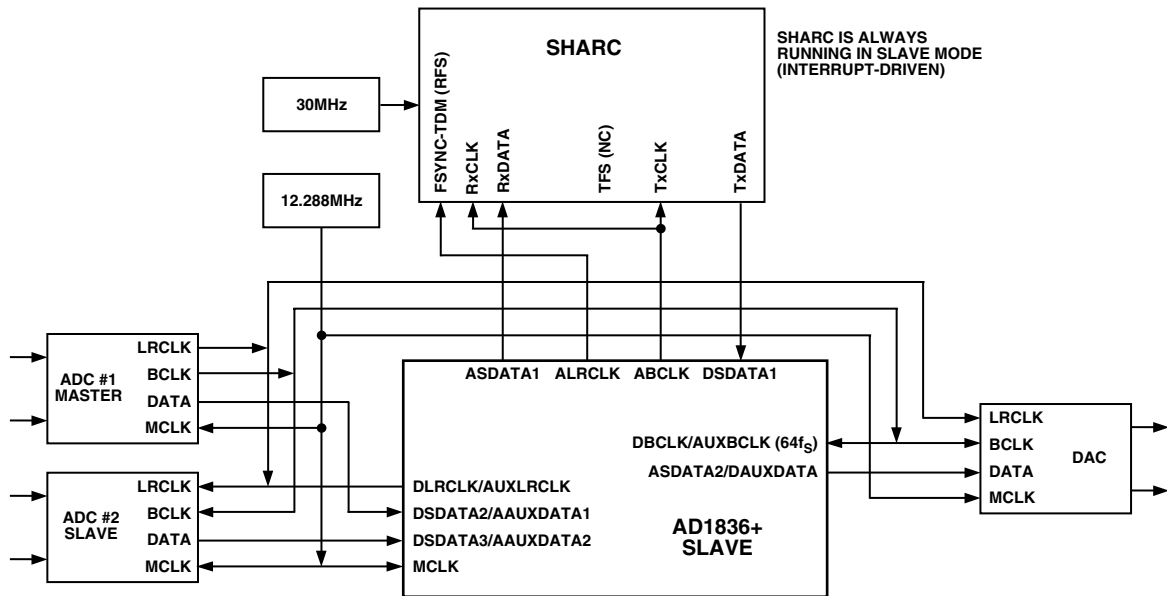 SHARC
SHARC IS ALWAYS
RUNNING IN SLAVE MODE
(INTERRUPT-DRIVEN)
30MHz
12.288MHz
FSYNC-TDM (RFS)
RxCLK
RxDATA
TFS (NC)
TxCLK
TxDATA
ADC #1
MASTER
LRCLK
BCLK
DATA
MCLK
ADC #2
SLAVE
LRCLK
BCLK
DATA
MCLK
ASDATA1 ALRCLK ABCLK DSDATA1
DBCLK/AUXBCLK (64fS)
ASDATA2/DAUXDATA
DLRCLK/AUXLRCLK
DSDATA2/AAUXDATA1
DSDATA3/AAUXDATA2
MCLK
AD1836+
SLAVE
LRCLK
BCLK
DATA
MCLK
DAC